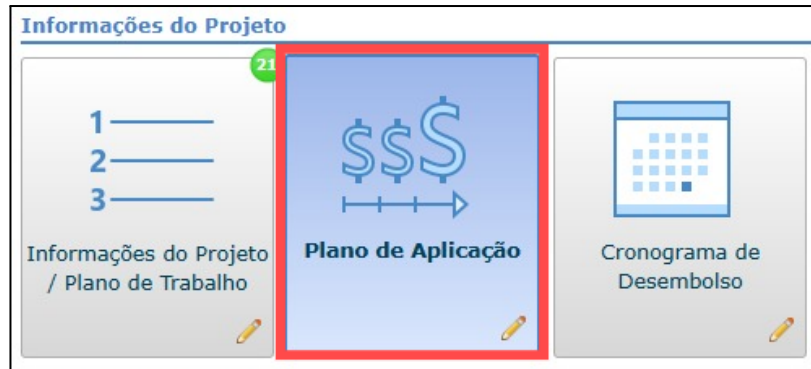 Informações do Projeto
21
1
2
3
$$$
Informações do Projeto
/ Plano de Trabalho
Plano de Aplicação
Cronograma de
Desembolso